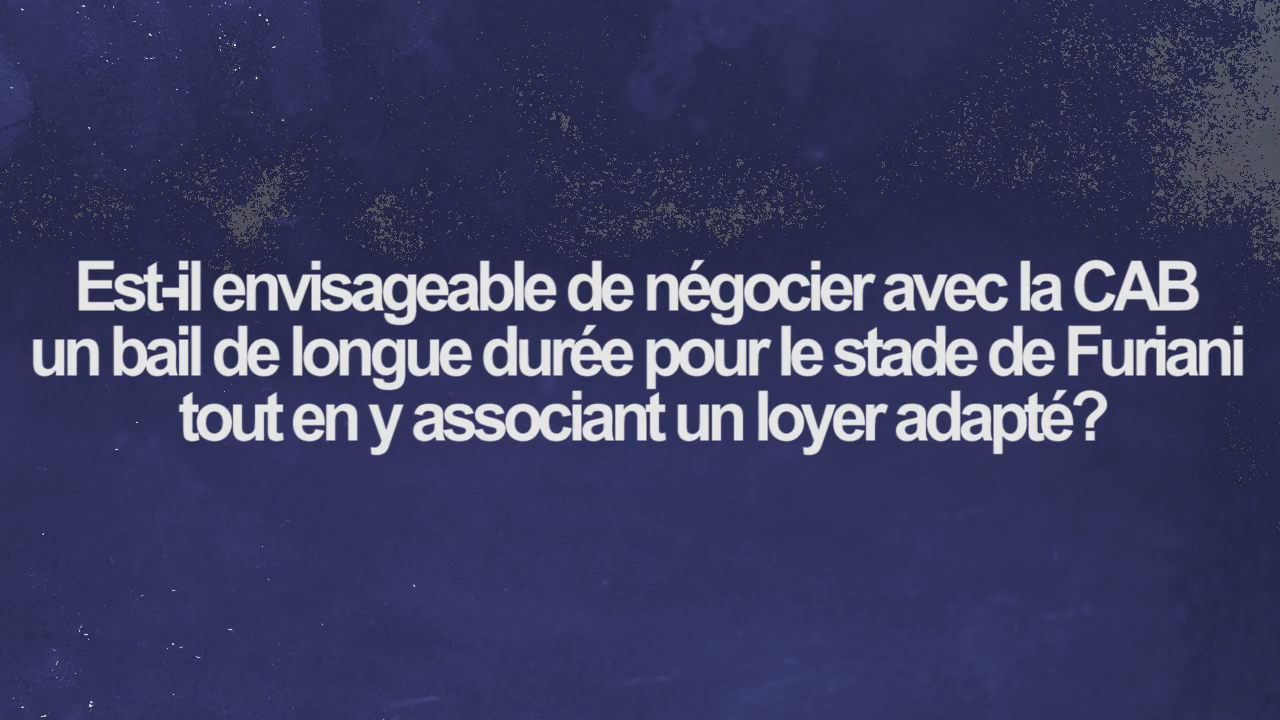 Est-il envisageable de négocier avec la CAB
un bail de longue durée pour le stade de Furiani
tout en y associant un loyer adapté?